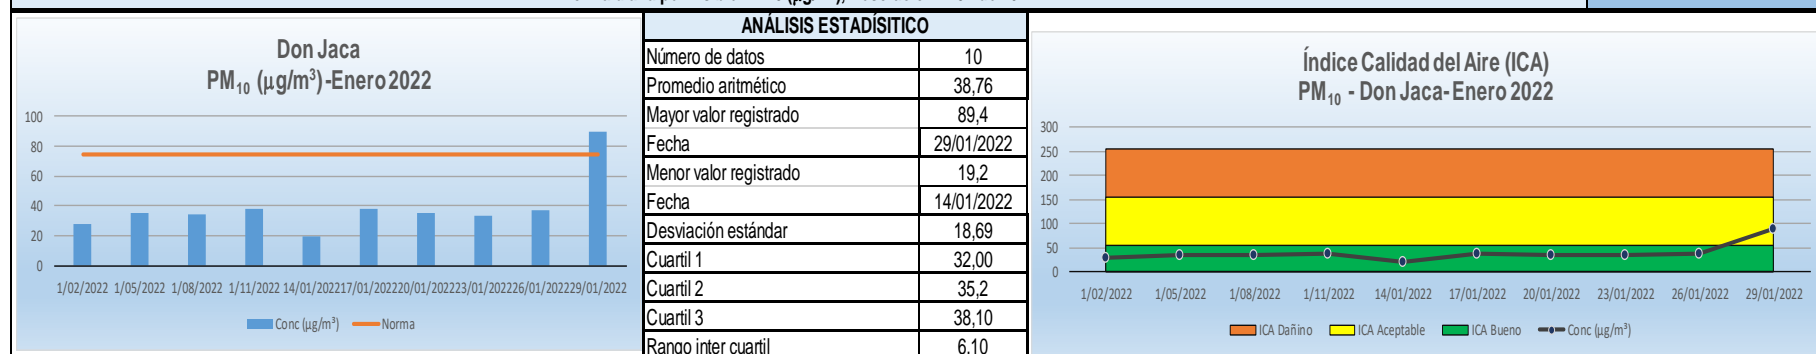 Don Jaca
PM₁₀ (µg/m³) -Enero 2022
100
80
60
40
20
0
1/02/2022 1/05/2022 1/08/2022 1/11/2022 14/01/2022 17/01/2022 20/01/2022 23/01/2022 26/01/2022 29/01/2022
Conc (µg/m³) Norma
ANÁLISIS ESTADÍSITICO
Número de datos 10
Promedio aritmético 38,76
Mayor valor registrado 89,4
Fecha 29/01/2022
Menor valor registrado 19,2
Fecha 14/01/2022
Desviación estándar 18,69
Cuartil 1 32,00
Cuartil 2 35,2
Cuartil 3 38,10
Rango inter cuartil 6,10
Índice Calidad del Aire (ICA)
PM₁₀ - Don Jaca- Enero 2022
300
250
200
150
100
50
0
1/02/2022 1/05/2022 1/08/2022 1/11/2022 14/01/2022 17/01/2022 20/01/2022 23/01/2022 26/01/2022 29/01/2022
ICA Dañino ICA Aceptable ICA Bueno Conc (µg/m³)